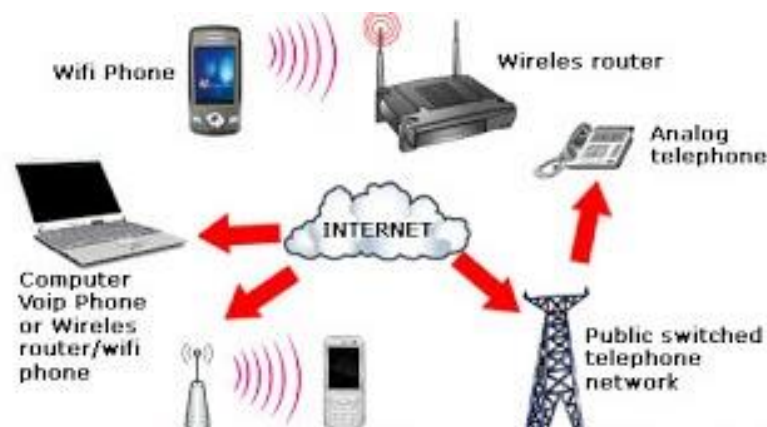 Wifi Phone
Wireles router
Analog
telephone
INTERNET
Computer
Voip Phone
or Wireles
router/wifi
phone
Public switched
telephone
network